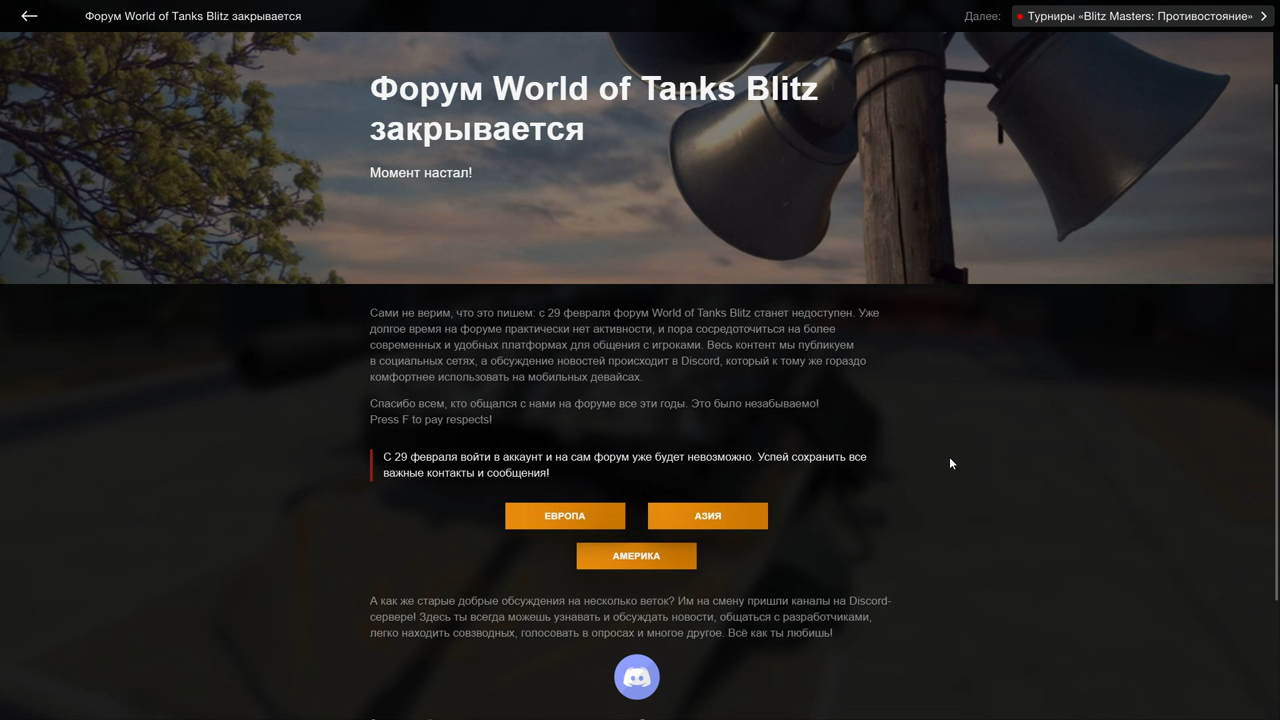 Форум World of Tanks Blitz закрывается
Далее:
Турниры «Blitz Masters: Противостояние»
Форум World of Tanks Blitz
закрывается
Момент настал!
Сами не верим, что это пишем: с 29 февраля форум World of Tanks Blitz станет недоступен. Уже
долгое время на форуме практически нет активности, и пора сосредоточиться на более
современных и удобных платформах для общения с игроками. Весь контент мы публикуем
в социальных сетях, а обсуждение новостей происходит в Discord, который к тому же гораздо
комфортнее использовать на мобильных девайсах.
Спасибо всем, кто общался с нами на форуме все эти годы. Это было незабываемо!
Press F to pay respects!
С 29 февраля войти в аккаунт и на сам форум уже будет невозможно. Успей сохранить все
важные контакты и сообщения!
ЕВРОПА
АЗИЯ
АМЕРИКА
А как же старые добрые обсуждения на несколько веток? Им на смену пришли каналы на Discord-
сервере! Здесь ты всегда можешь узнавать и обсуждать новости, общаться с разработчиками,
легко находить совзводных, голосовать в опросах и многое другое. Всё как ты любишь!